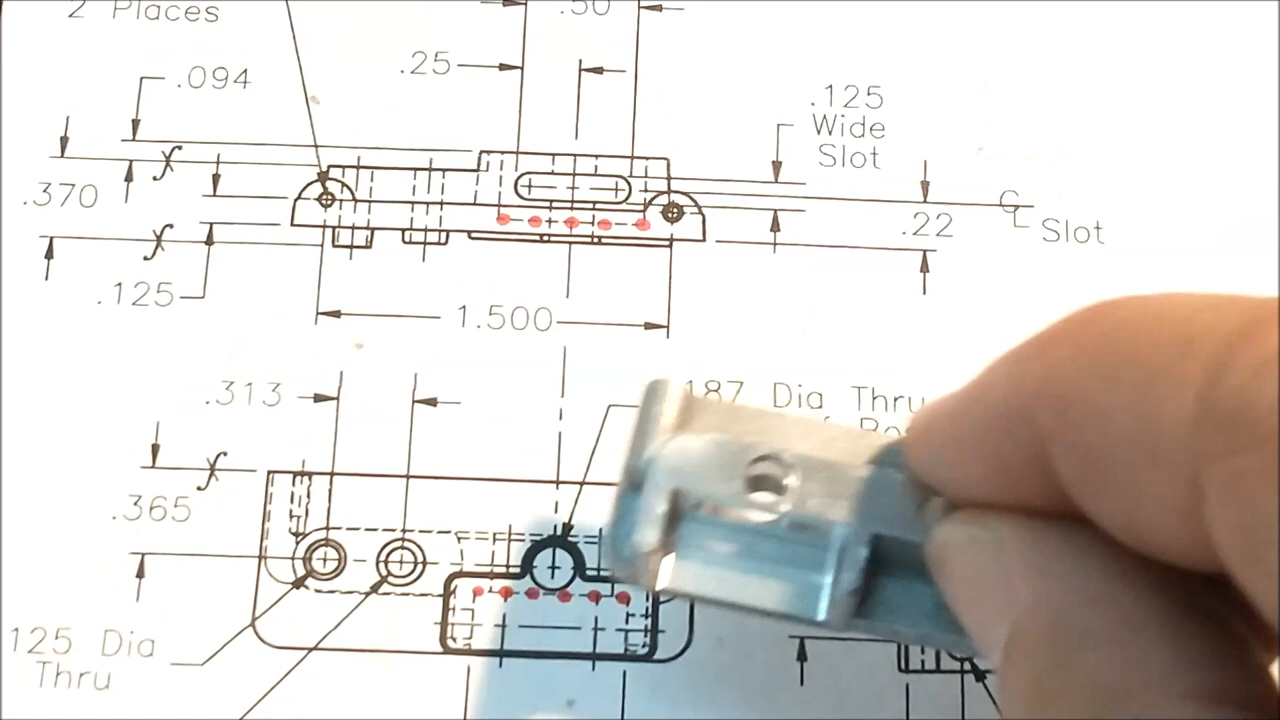 2 Places
.50
.094
.25
.125
Wide
Slot
.370
.22
℄
Slot
.125
1.500
.313
.187 Dia Thru
.365
125 Dia
Thru